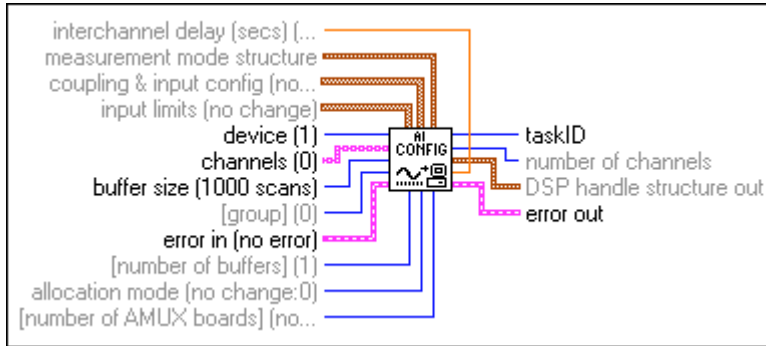 interchannel delay (secs) (...
measurement mode structure
coupling & input config (no...
input limits (no change)
device (1)
channels (0)
buffer size (1000 scans)
[group] (0)
error in (no error)
[number of buffers] (1)
allocation mode (no change:0)
[number of AMUX boards] (no...
AI
CONFIG
taskID
number of channels
DSP handle structure out
error out